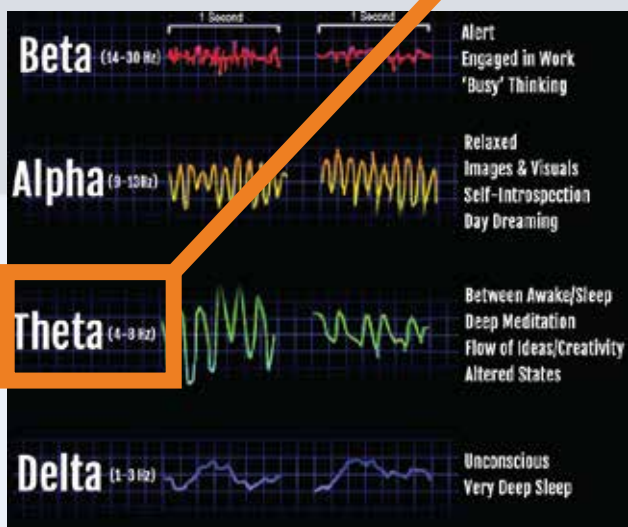 1 Second 1 Second
Beta (14-30 Hz)
Alert
Engaged in Work
'Busy' Thinking
Alpha (9-13Hz)
Relaxed
Images & Visuals
Self-Introspection
Day Dreaming
Theta (4-8 Hz)
Between Awake/Sleep
Deep Meditation
Flow of Ideas/Creativity
Altered States
Delta (1-3 Hz)
Unconscious
Very Deep Sleep